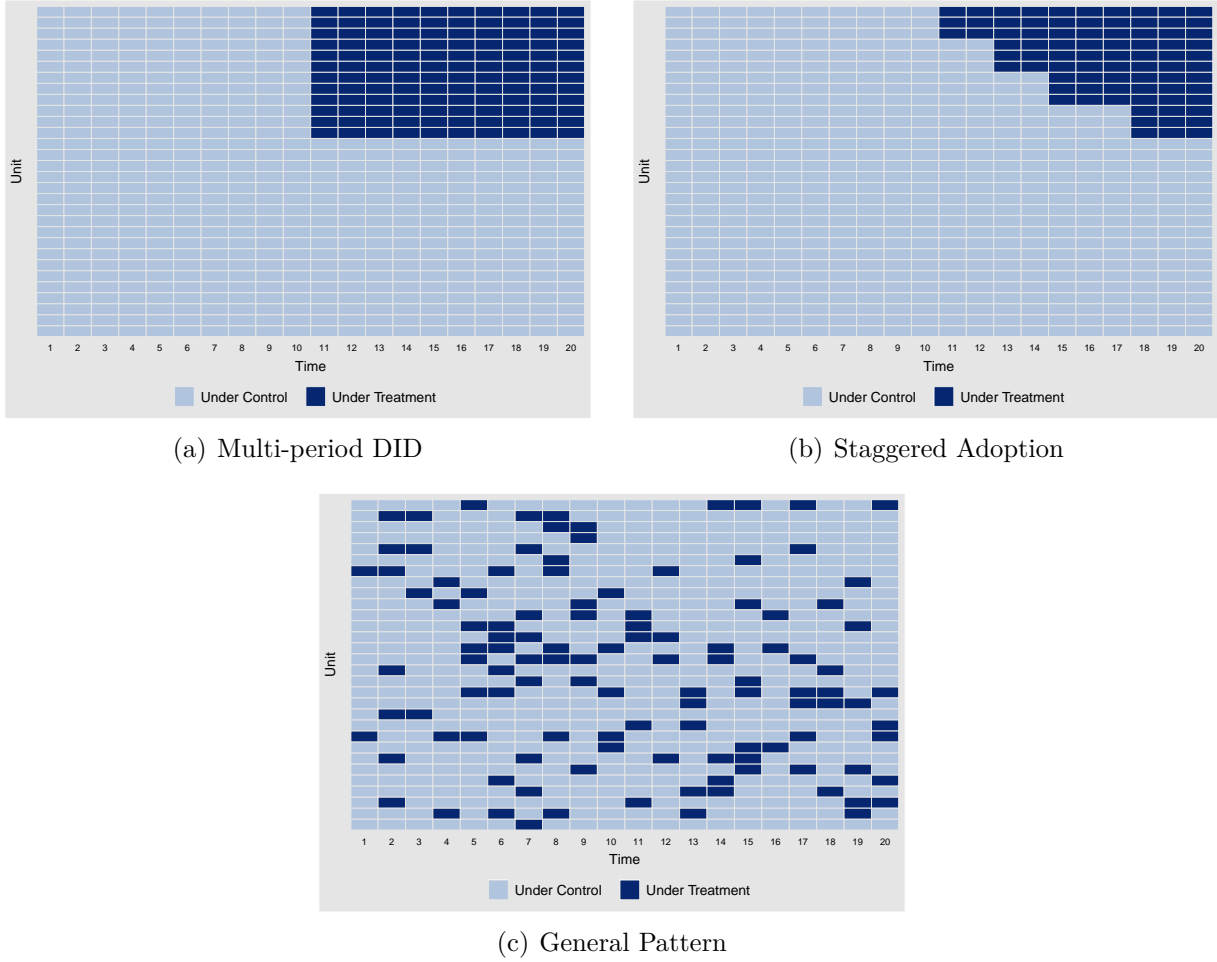 Unit
1 2 3 4 5 6 7 8 9 10 11 12 13 14 15 16 17 18 19 20
Time
Under Control Under Treatment
(a) Multi-period DID
Unit
1 2 3 4 5 6 7 8 9 10 11 12 13 14 15 16 17 18 19 20
Time
Under Control Under Treatment
(b) Staggered Adoption
Unit
1 2 3 4 5 6 7 8 9 10 11 12 13 14 15 16 17 18 19 20
Time
Under Control Under Treatment
(c) General Pattern